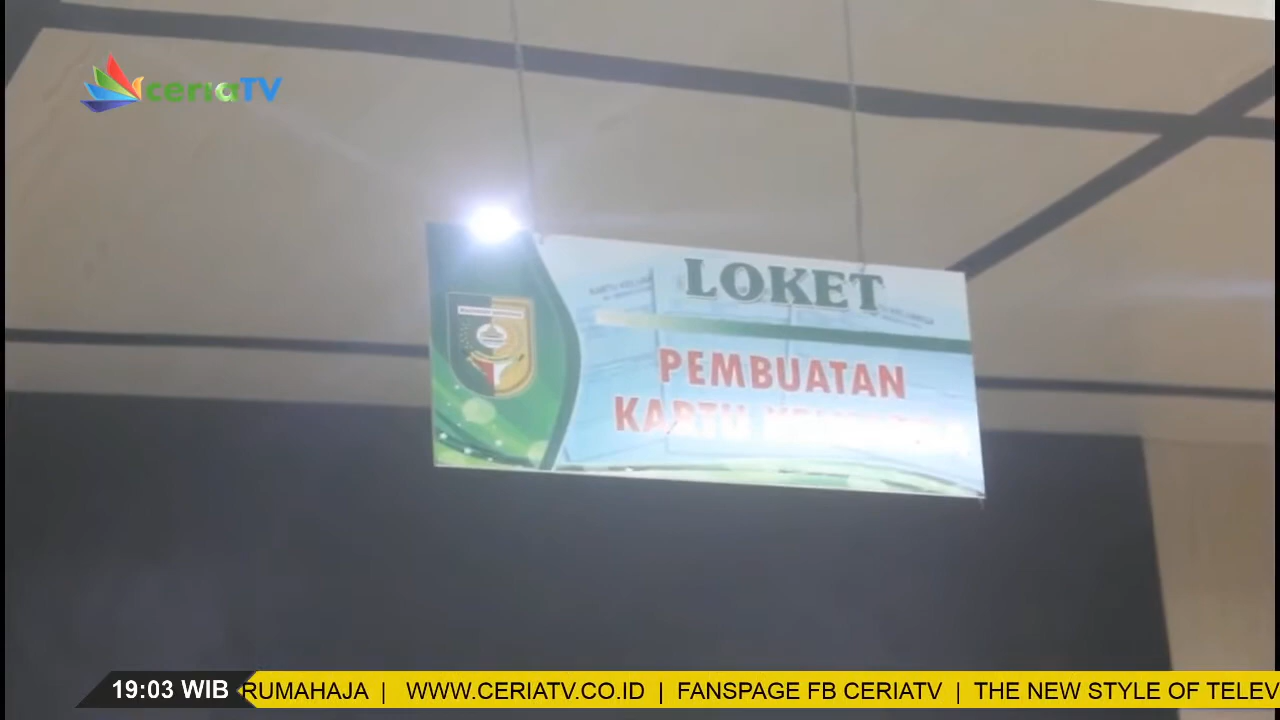 ceriaTV
LOKET
PEMBUATAN
KARTU
19:03 WIB
RUMAHAJA | WWW.CERIATV.CO.ID | FANSPAGE FB CERIATV | THE NEW STYLE OF TELEV